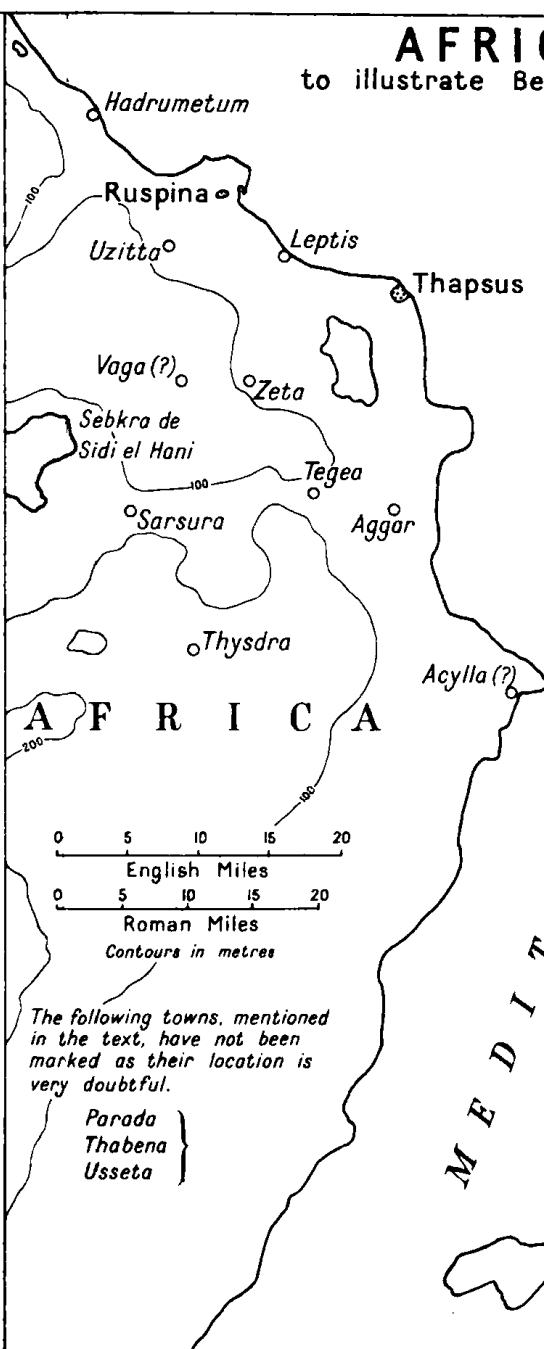 AFRIC
to illustrate Be
Hadrumetum
100
Ruspina
Uzitta
Leptis
Thapsus
Vaga (?)
Zeta
Sebkra de
Sidi el Hani
Tegea
100
Sarsura
Aggar
Thysdra
Acylla (?)
AFRICA
200
100
0 5 10 15 20
English Miles
0 5 10 15 20
Roman Miles
Contours in metres
MEDIT
The following towns, mentioned
in the text, have not been
marked as their location is
very doubtful.
Parada
Thabena
Usseta